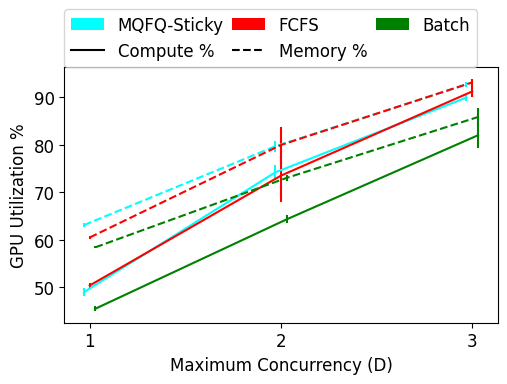 MQFQ-Sticky FCFS Batch
Compute % Memory %
GPU Utilization %
90
80
70
60
50
1 2 3
Maximum Concurrency (D)